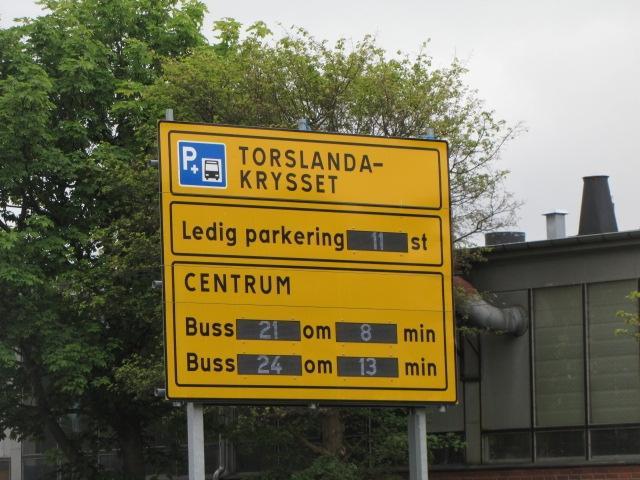 P+ TORSLANDA-
KRYSSET
Ledig parkering 11 st
CENTRUM
Buss 21 om 8 min
Buss 24 om 13 min